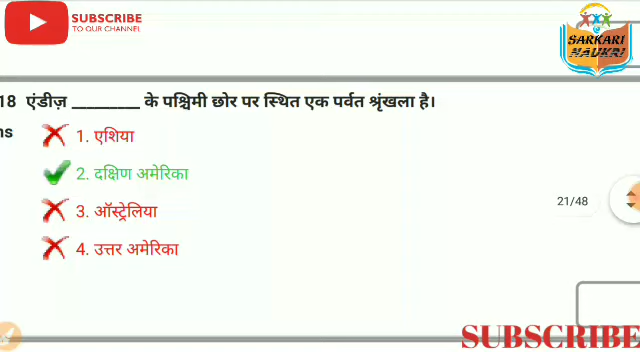 SUBSCRIBE
TO OUR CHANNEL
SARKARI
NAUKRI
18 एंडीज़ ________ के पश्चिमी छोर पर स्थित एक पर्वत श्रृंखला है।
ns
1. एशिया
2. दक्षिण अमेरिका
3. ऑस्ट्रेलिया
21/48
4. उत्तर अमेरिका
SUBSCRIBE